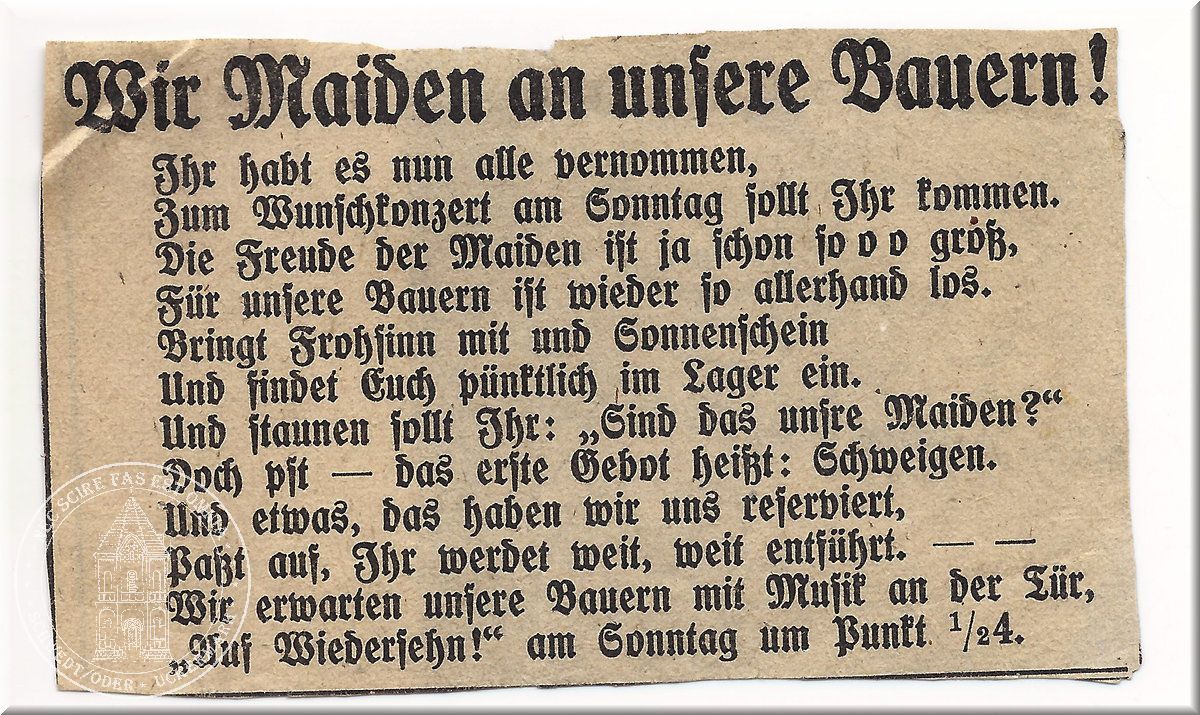 Wir Maiden an unsere Bauern!
Ihr habt es nun alle vernommen,
Zum Wunschkonzert am Sonntag sollt Ihr kommen.
Die Freude der Maiden ist ja schon so o o größ,
Für unsere Bauern ist wieder so allerhand los.
Bringt Frohsinn mit und Sonnenschein
Und findet Euch pünktlich im Lager ein.
Und staunen sollt Ihr: „Sind das unsre Maiden?“
Doch pst — das erste Gebot heißt: Schweigen.
Und etwas, das haben wir uns reserviert,
Paßt auf, Ihr werdet weit, weit entführt. — —
Wir erwarten unsere Bauern mit Musik an der Tür,
„Auf Wiedersehn!“ am Sonntag um Punkt 1/24.
SCIRE FAS EST